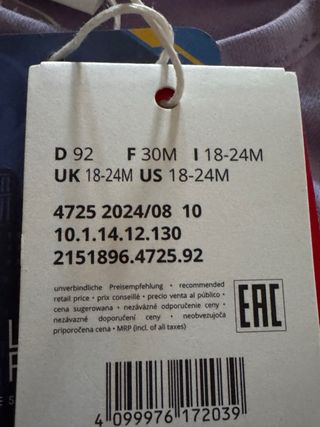 D 92 F 30M I 18-24M
UK 18-24M US 18-24M
4725 2024/08 10
10.1.14.12.130
2151896.4725.92
unverbindliche Preisempfehlung • recommended
retail price • prix conseillé • precio venta al público •
cena sugerowana • nezávazné odporučenie ceny •
nezávazné doporučení ceny • neobvezujoča
priporočena cena • MRP (incl. of all taxes)
EAC
4 099976 172039